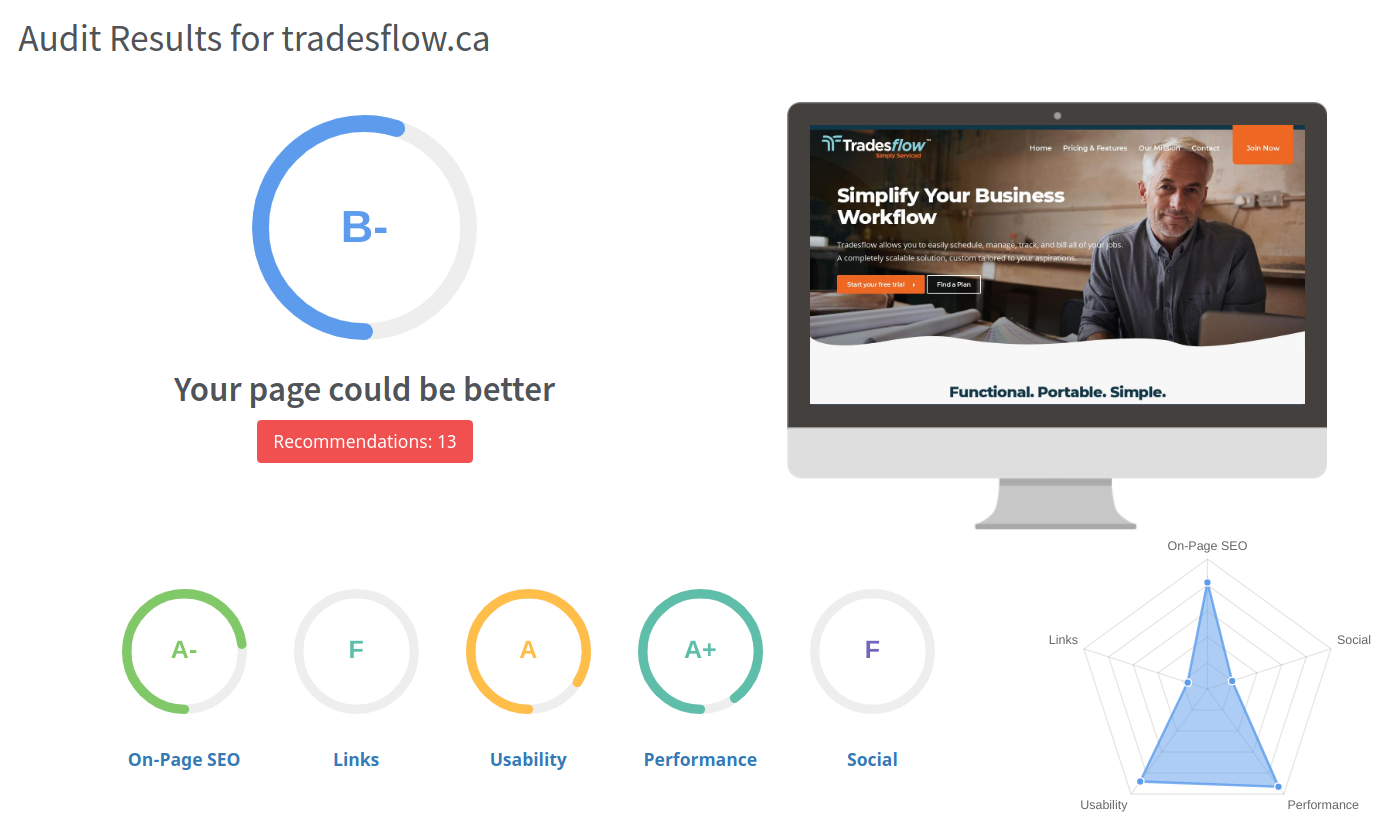 Audit Results for tradesflow.ca
B-
Your page could be better
Recommendations: 13
Tradesflow™
Simply Serviced
Home Pricing & Features Our Mission Contact Join Now
Simplify Your Business
Workflow
Tradesflow allows you to easily schedule, manage, track, and bill all of your jobs.
A completely scalable solution, custom tailored to your aspirations.
Start your free trial Find a Plan
Functional. Portable. Simple.
A- F A A+ F
On-Page SEO Links Usability Performance Social
On-Page SEO
Links Social
Usability Performance